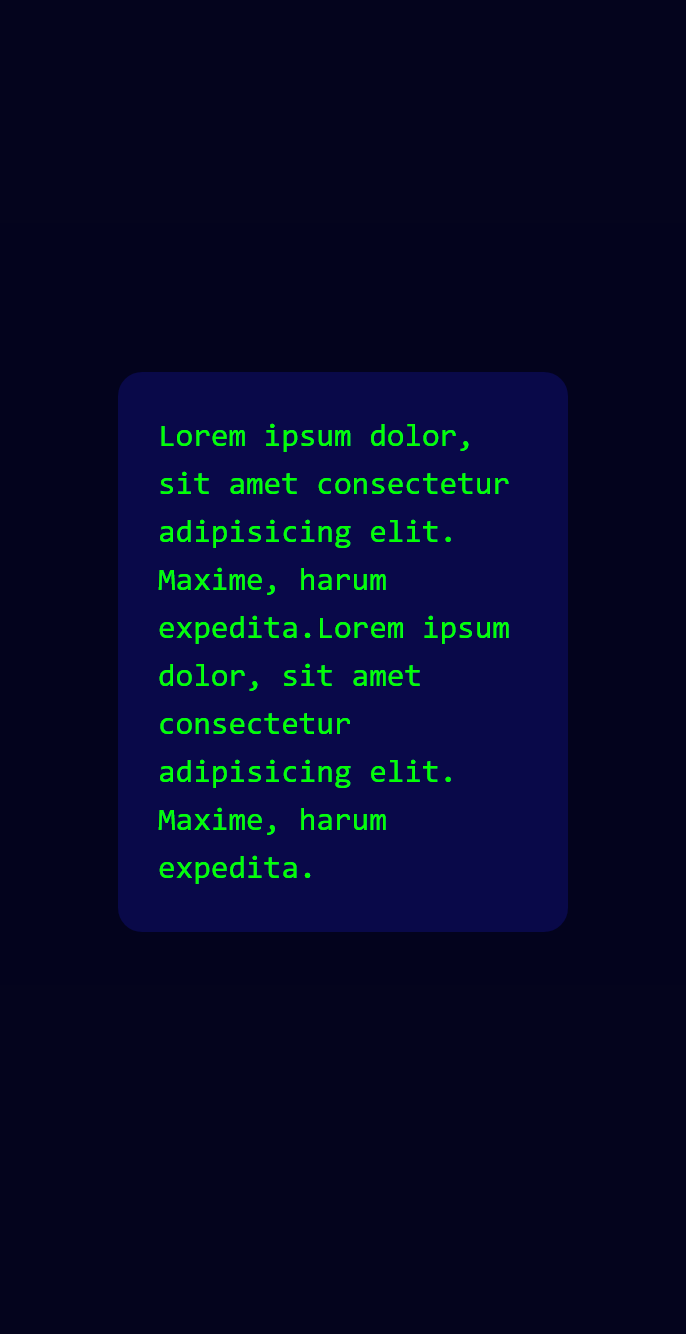 Lorem ipsum dolor,
sit amet consectetur
adipisicing elit.
Maxime, harum
expedita.Lorem ipsum
dolor, sit amet
consectetur
adipisicing elit.
Maxime, harum
expedita.